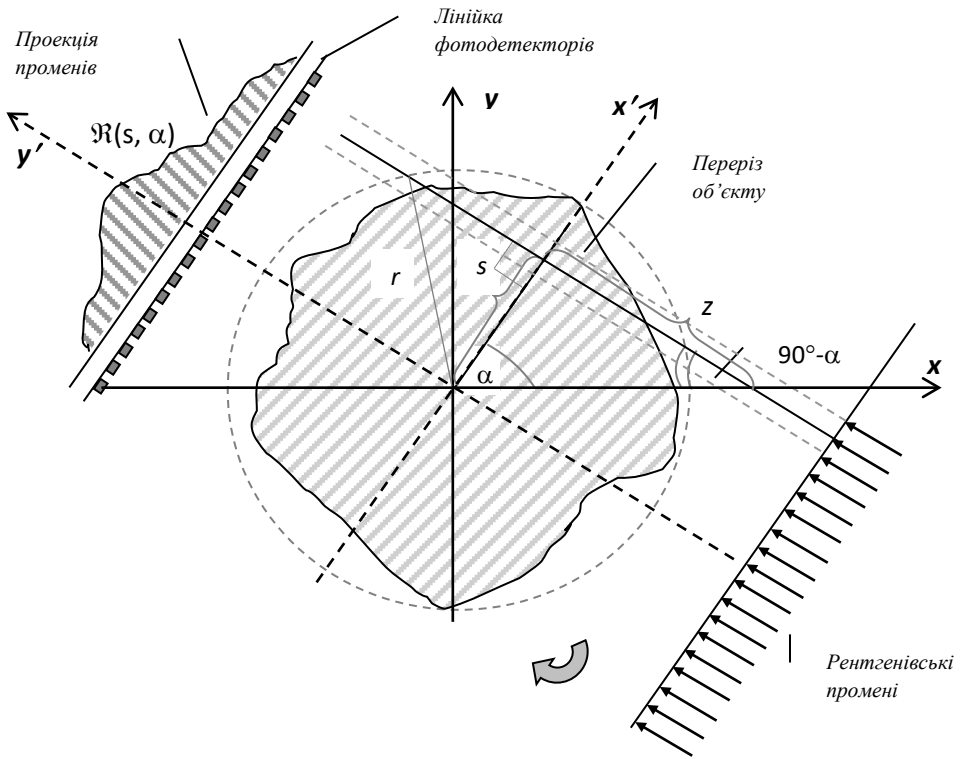 Проекція
променів
Лінійка
фотодетекторів
y
x'
ℜ(s, α)
y'
Переріз
об’єкту
r
s
z
α
90°-α
x
Рентгенівські
промені